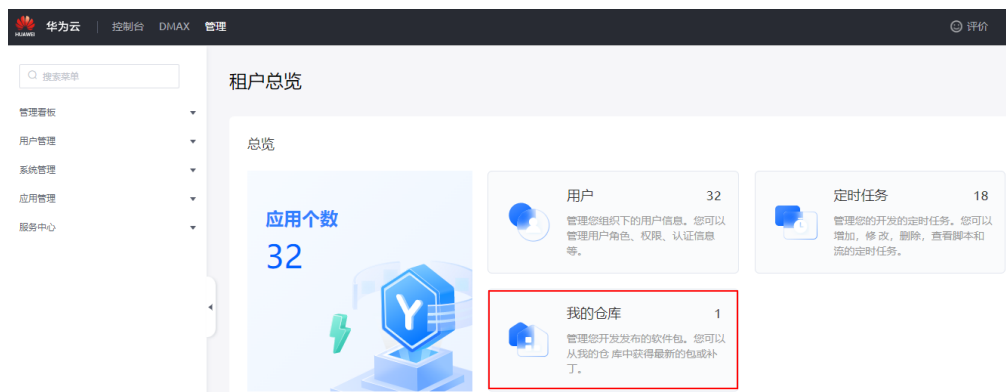 HUAWEI 华为云 控制台 DMAX 管理 评价
搜索菜单
租户总览
管理看板
用户管理
系统管理
应用管理
服务中心
总览
应用个数
32
用户 32
管理您组织下的用户信息。您可以
管理用户角色、权限、认证信息
等。
定时任务 18
管理您的开发的定时任务。您可以
增加，修 改，删除，查看脚本和
流的定时任务。
我的仓库 1
管理您开发发布的软件包。您可以
从我的仓 库中获得最新的包或补
丁。